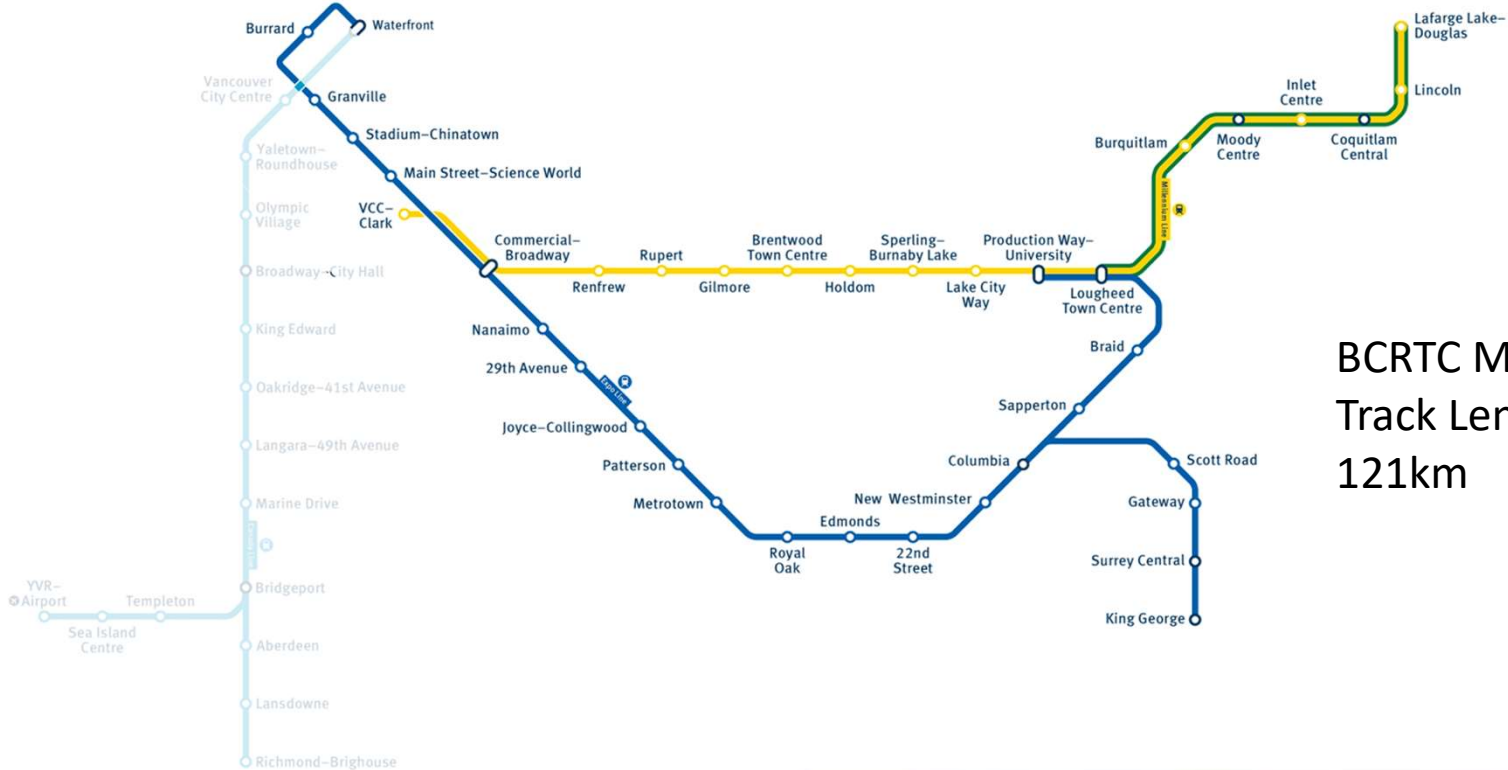 Burrard
Waterfront
Vancouver
City Centre
Granville
Stadium–Chinatown
Yaletown–
Roundhouse
Main Street–Science World
Olympic
Village
VCC–
Clark
Broadway–City Hall
Commercial–
Broadway
Renfrew
Rupert
Gilmore
Brentwood
Town Centre
Holdom
Sperling–
Burnaby Lake
Lake City
Way
Production Way–
University
Lougheed
Town Centre
Millennium Line
Burquitlam
Moody
Centre
Inlet
Centre
Coquitlam
Central
Lincoln
Lafarge Lake–
Douglas
King Edward
Oakridge–41st Avenue
Langara–49th Avenue
Marine Drive
Bridgeport
YVR–
Airport
Templeton
Sea Island
Centre
Aberdeen
Lansdowne
Richmond–Brighouse
Nanaimo
29th Avenue
Expo Line
Joyce–Collingwood
Patterson
Metrotown
Royal
Oak
Edmonds
22nd
Street
New Westminster
Columbia
Sapperton
Braid
Scott Road
Gateway
Surrey Central
King George
BCRTC M
Track Ler
121km